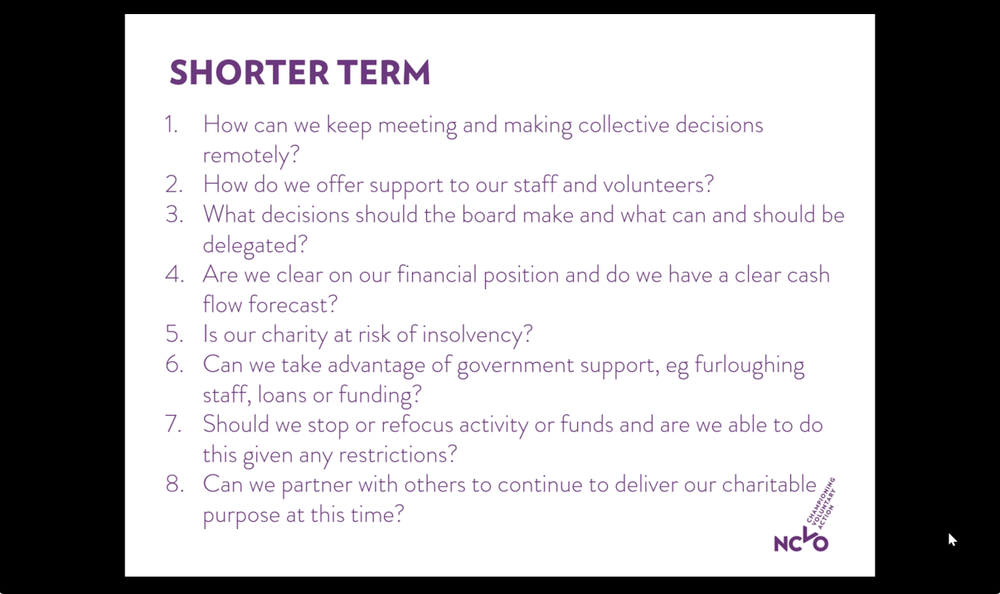 SHORTER TERM
1. How can we keep meeting and making collective decisions
remotely?
2. How do we offer support to our staff and volunteers?
3. What decisions should the board make and what can and should be
delegated?
4. Are we clear on our financial position and do we have a clear cash
flow forecast?
5. Is our charity at risk of insolvency?
6. Can we take advantage of government support, eg furloughing
staff, loans or funding?
7. Should we stop or refocus activity or funds and are we able to do
this given any restrictions?
8. Can we partner with others to continue to deliver our charitable
purpose at this time?
CHAMPIONING
VOLUNTARY
ACTION
NCVO